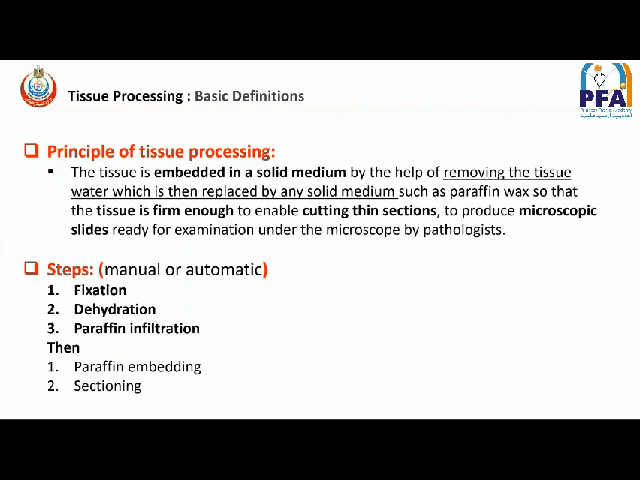 Tissue Processing : Basic Definitions
PFA
Principle of tissue processing:
The tissue is embedded in a solid medium by the help of removing the tissue
water which is then replaced by any solid medium such as paraffin wax so that
the tissue is firm enough to enable cutting thin sections, to produce microscopic
slides ready for examination under the microscope by pathologists.
Steps: (manual or automatic)
1. Fixation
2. Dehydration
3. Paraffin infiltration
Then
1. Paraffin embedding
2. Sectioning